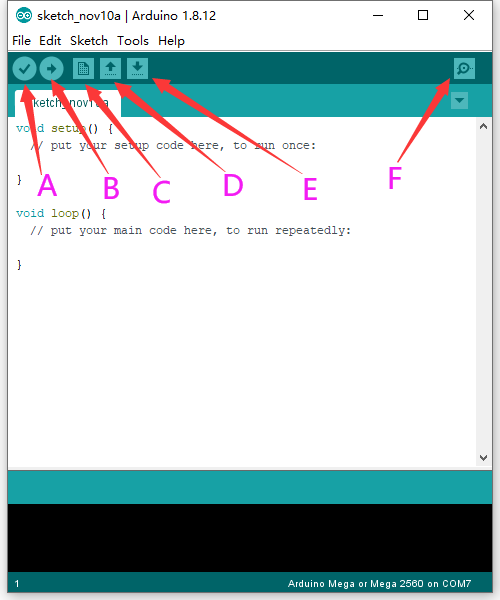 sketch_nov10a | Arduino 1.8.12
File Edit Sketch Tools Help
sketch_nov10a
void setup() {
// put your setup code here, to run once:
}
A B C D E F
void loop() {
// put your main code here, to run repeatedly:
}
1 Arduino Mega or Mega 2560 on COM7